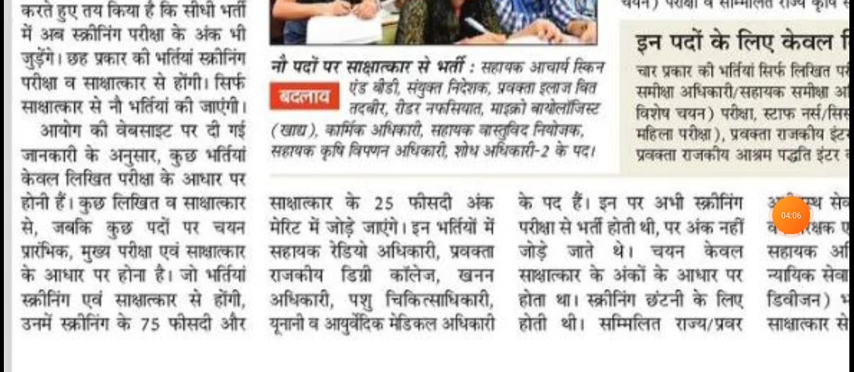 करते हुए तय किया है कि सीधी भर्ती
में अब स्क्रीनिंग परीक्षा के अंक भी
जुड़ेंगे। छह प्रकार की भर्तियां स्क्रीनिंग
परीक्षा व साक्षात्कार से होंगी। सिर्फ
साक्षात्कार से नौ भर्तियां की जाएंगी।
आयोग की वेबसाइट पर दी गई
जानकारी के अनुसार, कुछ भर्तियां
केवल लिखित परीक्षा के आधार पर
होनी हैं। कुछ लिखित व साक्षात्कार
से, जबकि कुछ पदों पर चयन
प्रारंभिक, मुख्य परीक्षा एवं साक्षात्कार
के आधार पर होना है। जो भर्तियां
स्क्रीनिंग एवं साक्षात्कार से होंगी,
उनमें स्क्रीनिंग के 75 फीसदी और
नौ पदों पर साक्षात्कार से भर्ती : सहायक आचार्य स्किन
बदलाव
एंड बीडी, संयुक्त निदेशक, प्रवक्ता इलाज बित
तदबीर, रीडर नफसियात, माइक्रो बायोलॉजिस्ट
(खाद्य), कार्मिक अधिकारी, सहायक वास्तुविद नियोजक,
सहायक कृषि विपणन अधिकारी, शोध अधिकारी-2 के पद।
साक्षात्कार के 25 फीसदी अंक
मेरिट में जोड़े जाएंगे। इन भर्तियों में
सहायक रेडियो अधिकारी, प्रवक्ता
राजकीय डिग्री कॉलेज, खनन
अधिकारी, पशु चिकित्साधिकारी,
यूनानी व आयुर्वेदिक मेडिकल अधिकारी
के पद हैं। इन पर अभी स्क्रीनिंग
परीक्षा से भर्ती होती थी, पर अंक नहीं
जोड़े जाते थे। चयन केवल
साक्षात्कार के अंकों के आधार पर
होता था। स्क्रीनिंग छंटनी के लिए
होती थी। सम्मिलित राज्य/प्रवर
चयन) परीक्षा व सम्मिलित राज्य कृषि
इन पदों के लिए केवल
चार प्रकार की भर्तियां सिर्फ लिखित
समीक्षा अधिकारी/सहायक समीक्षा
विशेष चयन) परीक्षा, स्टाफ नर्स/
महिला परीक्षा), प्रवक्ता राजकीय
प्रवक्ता राजकीय आश्रम पद्धति इंटर
04:06
सहायक
न्यायिक सेवा
डिवीजन)
साक्षात्कार से